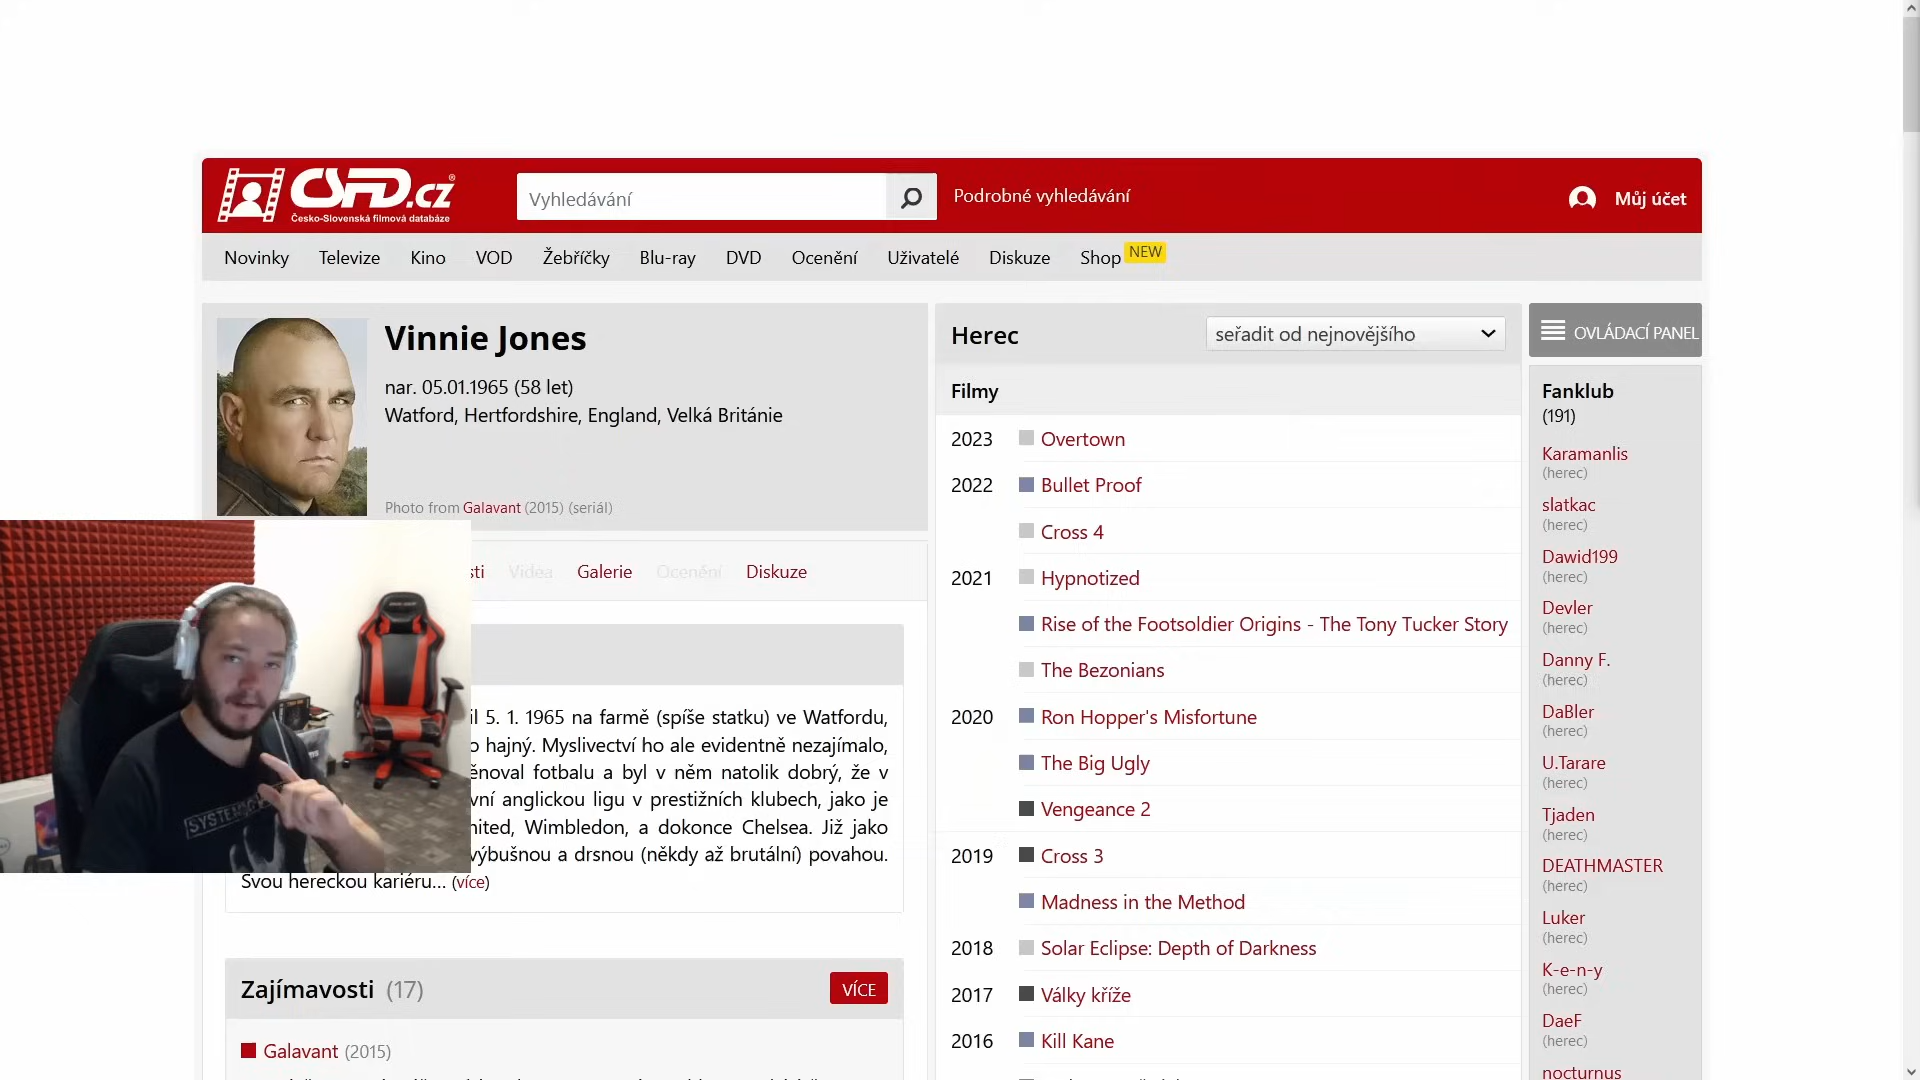 CSFD.cz
Česko-Slovenská filmová databáze
Vyhledávání
Podrobné vyhledávání
Můj účet
Novinky Televize Kino VOD Žebříčky Blu-ray DVD Ocenění Uživatelé Diskuze Shop NEW
Vinnie Jones
nar. 05.01.1965 (58 let)
Watford, Hertfordshire, England, Velká Británie
Photo from Galavant (2015) (seriál)
sti Videa Galerie Ocenění Diskuze
il 5. 1. 1965 na farmě (spíše statku) ve Watfordu,
o hajný. Myslivectví ho ale evidentně nezajímalo,
ěnoval fotbalu a byl v něm natolik dobrý, že v
vní anglickou ligu v prestižních klubech, jako je
nited, Wimbledon, a dokonce Chelsea. Již jako
výbušnou a drsnou (někdy až brutální) povahou.
Svou hereckou kariéru... (více)
Zajímavosti (17)
VÍCE
Galavant (2015)
Herec
seřadit od nejnovějšího
Filmy
2023 Overtown
2022 Bullet Proof
Cross 4
2021 Hypnotized
Rise of the Footsoldier Origins - The Tony Tucker Story
The Bezonians
2020 Ron Hopper's Misfortune
The Big Ugly
Vengeance 2
2019 Cross 3
Madness in the Method
2018 Solar Eclipse: Depth of Darkness
2017 Války kříže
2016 Kill Kane
OVLÁDACÍ PANEL
Fanklub
(191)
Karamanlis
(herec)
slatkac
(herec)
Dawid199
(herec)
Devler
(herec)
Danny F.
(herec)
DaBler
(herec)
U.Tarare
(herec)
Tjaden
(herec)
DEATHMASTER
(herec)
Luker
(herec)
K-e-n-y
(herec)
DaeF
(herec)
nocturnus